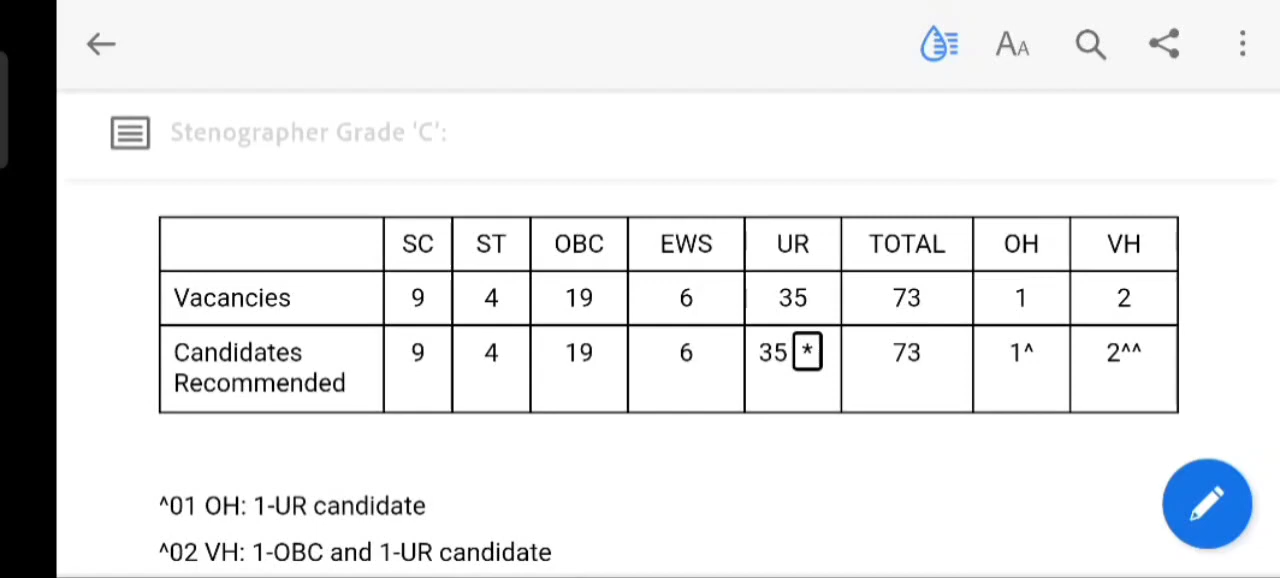 Stenographer Grade 'C':
SC ST OBC EWS UR TOTAL OH VH
Vacancies 9 4 19 6 35 73 1 2
Candidates Recommended 9 4 19 6 35* 73 1^ 2^^
^01 OH: 1-UR candidate
^02 VH: 1-OBC and 1-UR candidate